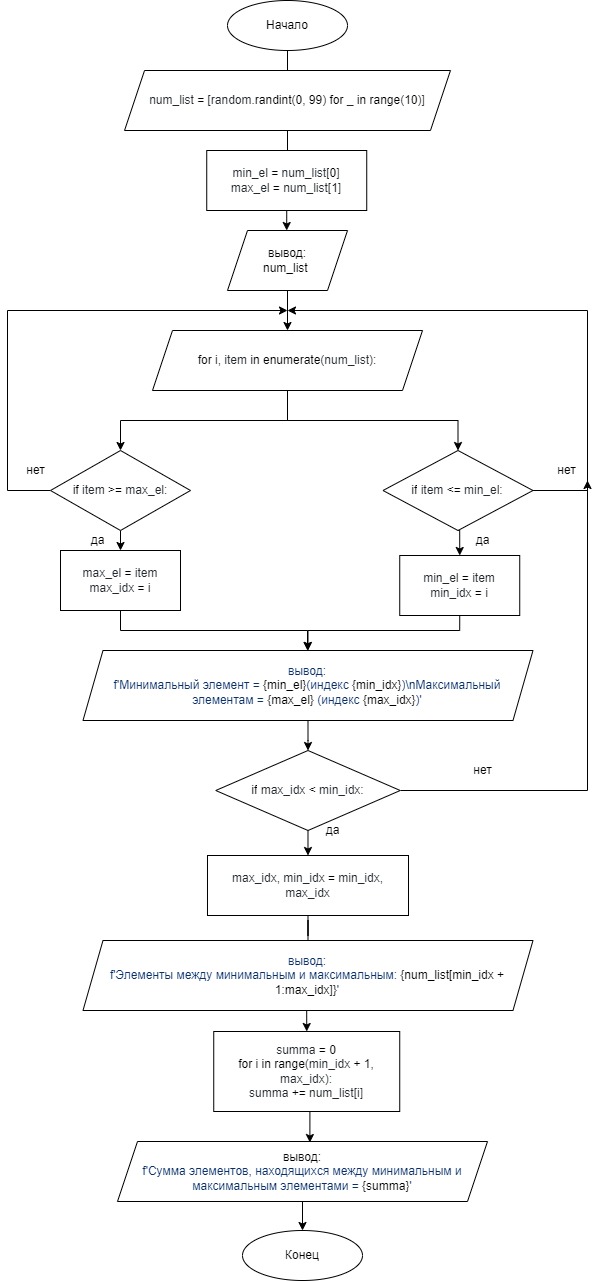 Начало
num_list = [random.randint(0, 99) for _ in range(10)]
min_el = num_list[0]
max_el = num_list[1]
вывод:
num_list
for i, item in enumerate(num_list):
нет
if item >= max_el:
да
max_el = item
max_idx = i
if item <= min_el:
нет
да
min_el = item
min_idx = i
вывод:
f'Минимальный элемент = {min_el}(индекс {min_idx})\nМаксимальный
элементам = {max_el} (индекс {max_idx})'
if max_idx < min_idx:
нет
да
max_idx, min_idx = min_idx,
max_idx
вывод:
f'Элементы между минимальным и максимальным: {num_list[min_idx +
1:max_idx]}'
summa = 0
for i in range(min_idx + 1,
max_idx):
summa += num_list[i]
вывод:
f'Сумма элементов, находящихся между минимальным и
максимальным элементами = {summa}'
Конец